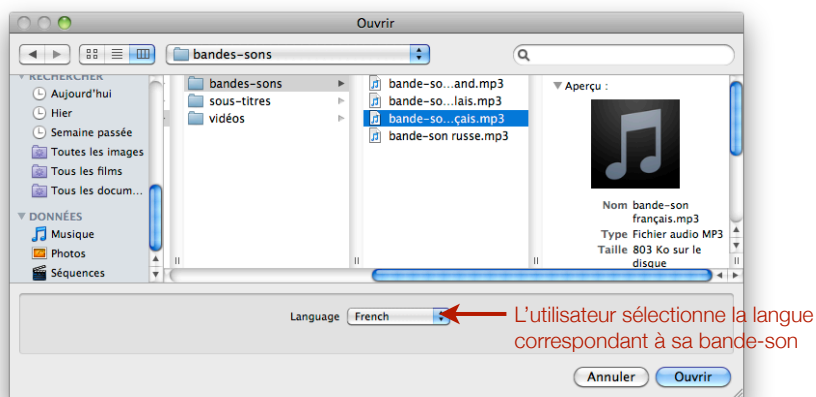 Ouvrir
bandes-sons
RECHERCHER
Aujourd'hui
Hier
Semaine passée
Toutes les images
Tous les films
Tous les docum...
DONNÉES
Musique
Photos
Séquences
bandes-sons
sous-titres
vidéos
bande-so...and.mp3
bande-so...lais.mp3
bande-so...çais.mp3
bande-son russe.mp3
Aperçu :
Nom bande-son
français.mp3
Type Fichier audio MP3
Taille 803 Ko sur le
disque
Language French
L'utilisateur sélectionne la langue
correspondant à sa bande-son
Annuler Ouvrir